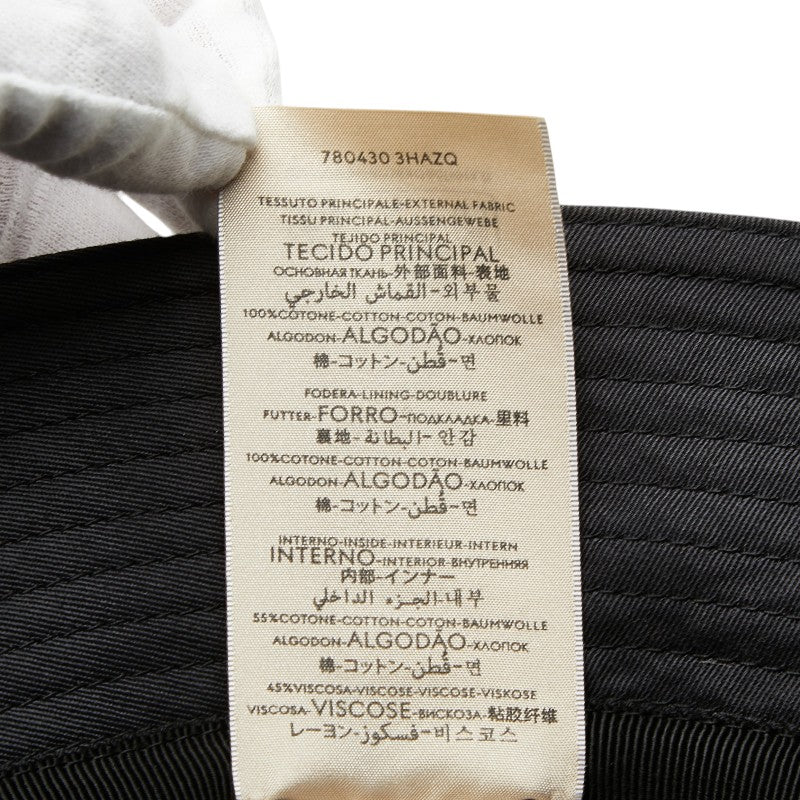 780430 3HAZQ
TESSUTO PRINCIPALE-EXTERNAL FABRIC
TISSU PRINCIPAL-AUSSENGEWEBE
TEJIDO PRINCIPAL
TECIDO PRINCIPAL
ОСНОВНАЯ ТКАНЬ-外部面料-表地
القماش الخارجي-외부물
100%COTONE-COTTON-COTON-BAUMWOLLE
ALGODON-ALGODÃO-ХЛОПОК
棉-コットン-قُطن-면
FODERA-LINING-DOUBLURE
FUTTER-FORRO-ПОДКЛАДКА-里料
裏地-البطانة-안감
100%COTONE-COTTON-COTON-BAUMWOLLE
ALGODON-ALGODÃO-ХЛОПОК
棉-コットン-قُطن-면
INTERNO-INSIDE-INTERIEUR-INTERN
INTERNO-INTERIOR-ВНУТРЕННЯЯ
内部-インナー
الجزء الداخلي-내부
55%COTONE-COTTON-COTON-BAUMWOLLE
ALGODON-ALGODÃO-ХЛОПОК
棉-コットン-قُطن-면
45%VISCOSA-VISCOSE-VISCOSE-VISKOSE
VISCOSA-VISCOSE-ВИСКОЗА-粘胶纤维
レーヨン-فسكوز-비스코스